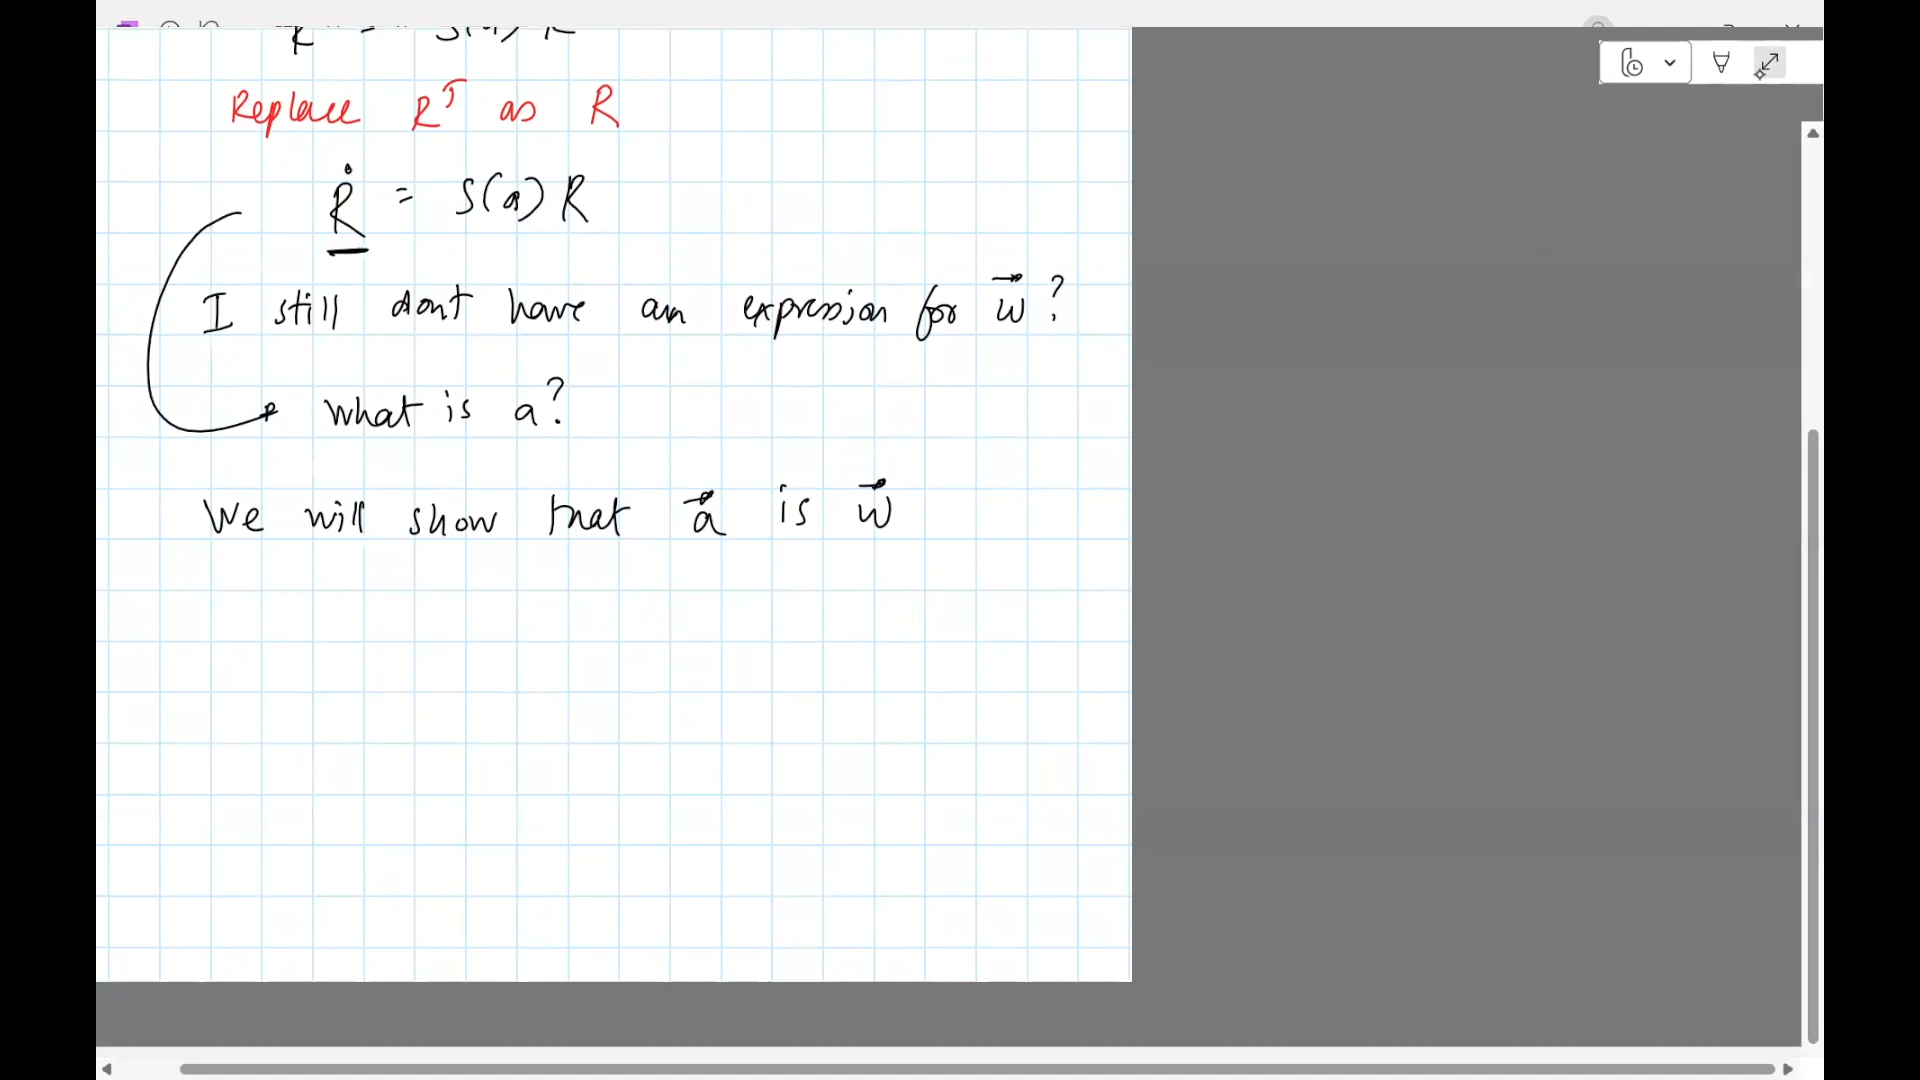 Replace R^T as R
Ṙ = S(a) R
I still dont have an expression for w⃗ ?
what is a?
We will show that a⃗ is w⃗